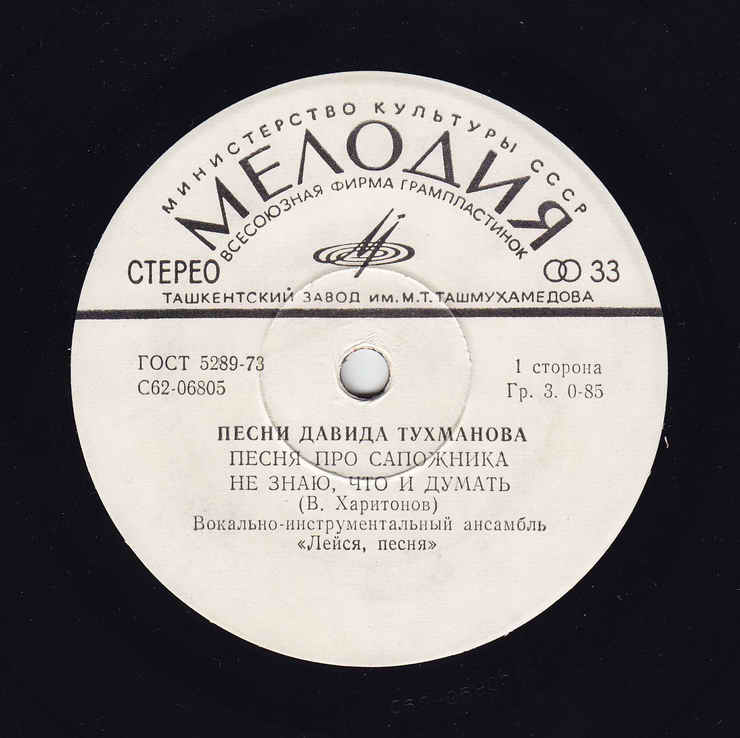 МИНИСТЕРСТВО КУЛЬТУРЫ СССР
МЕЛОДИЯ
ВСЕСОЮЗНАЯ ФИРМА ГРАМПЛАСТИНОК
СТЕРЕО
33
ТАШКЕНТСКИЙ ЗАВОД ИМ. М.Т. ТАШМУХАМЕДОВА
ГОСТ 5289-73
1 сторона
С62-06805
Гр. 3. 0-85
ПЕСНИ ДАВИДА ТУХМАНОВА
ПЕСНЯ ПРО САПОЖНИКА
НЕ ЗНАЮ, ЧТО И ДУМАТЬ
(В. Харитонов)
Вокально-инструментальный ансамбль
«Лейся, песня»